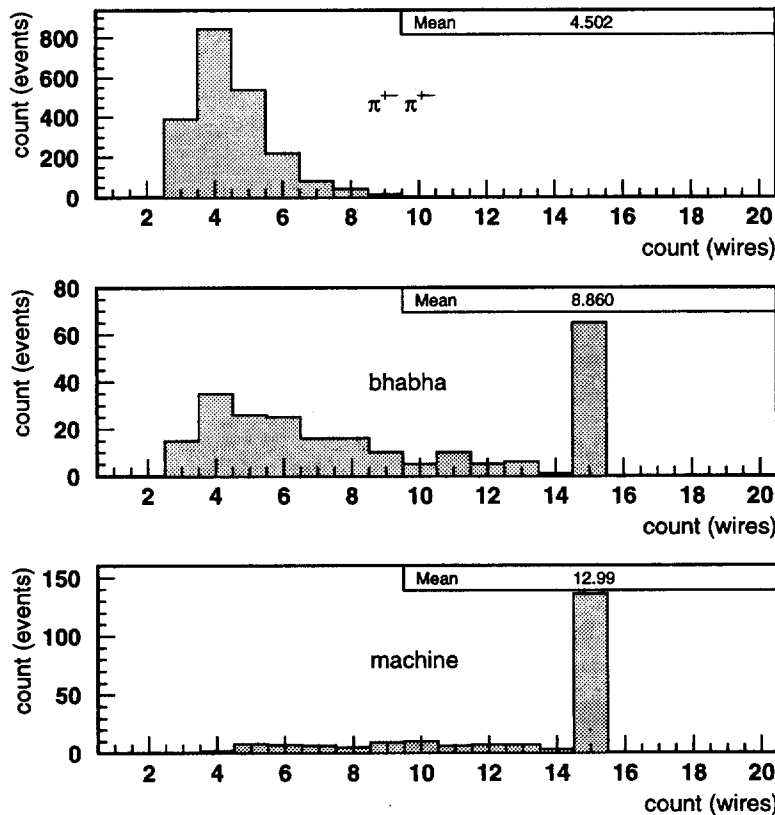 count (events)
800
600
400
200
0
Mean 4.502
π⁺⁻ π⁺⁻
2 4 6 8 10 12 14 16 18 20
count (wires)
count (events)
80
60
40
20
0
Mean 8.860
bhabha
2 4 6 8 10 12 14 16 18 20
count (wires)
count (events)
150
100
50
0
Mean 12.99
machine
2 4 6 8 10 12 14 16 18 20
count (wires)